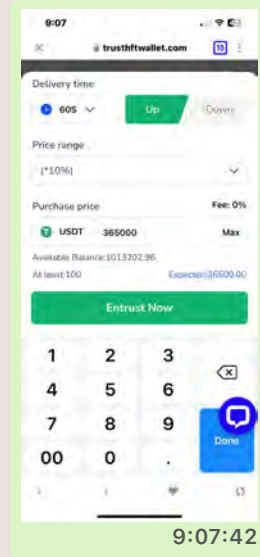 9:07
trusthftwallet.com
10
Delivery time
60S
Up
Down
Price range
(*10%)
Purchase price
Fee: 0%
USDT
365000
Max
Available Balance:1013202.96
At least:100
Expected:36500.00
Entrust Now
1 2 3
4 5 6
7 8 9
Done
00 0 .
9:07:42